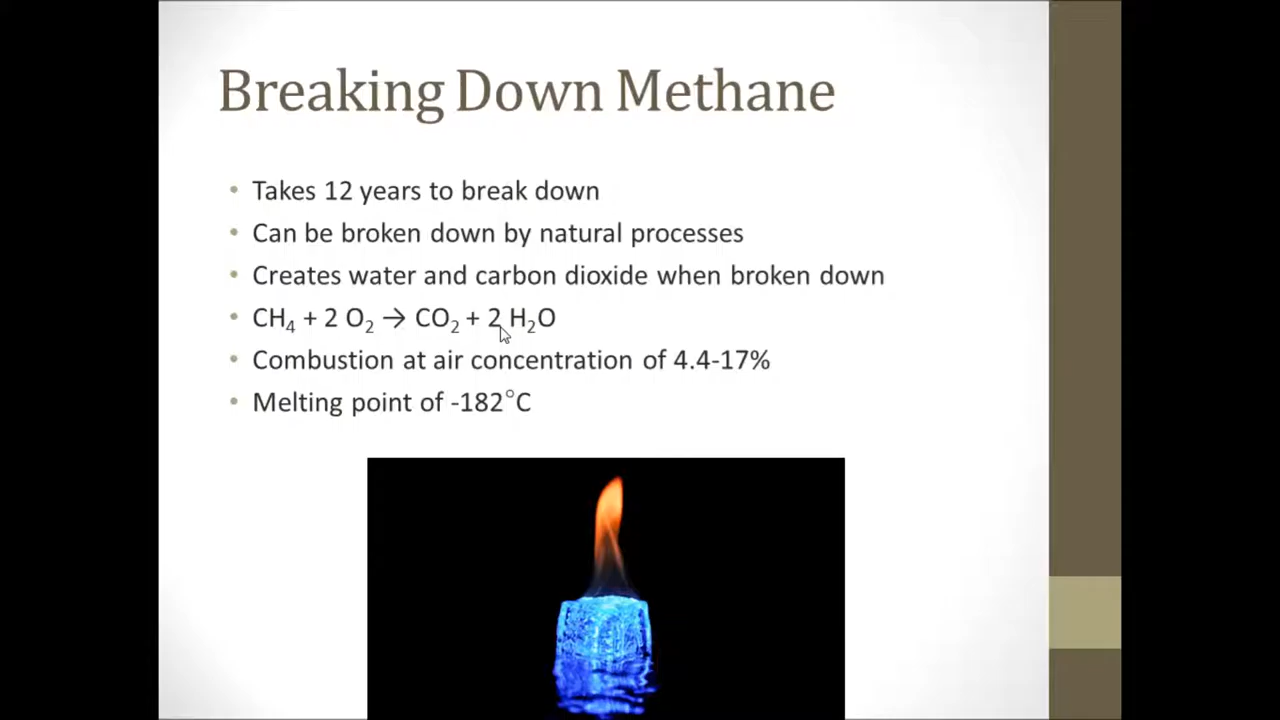 Breaking Down Methane
• Takes 12 years to break down
• Can be broken down by natural processes
• Creates water and carbon dioxide when broken down
• CH₄ + 2 O₂ → CO₂ + 2 H₂O
• Combustion at air concentration of 4.4-17%
• Melting point of -182°C